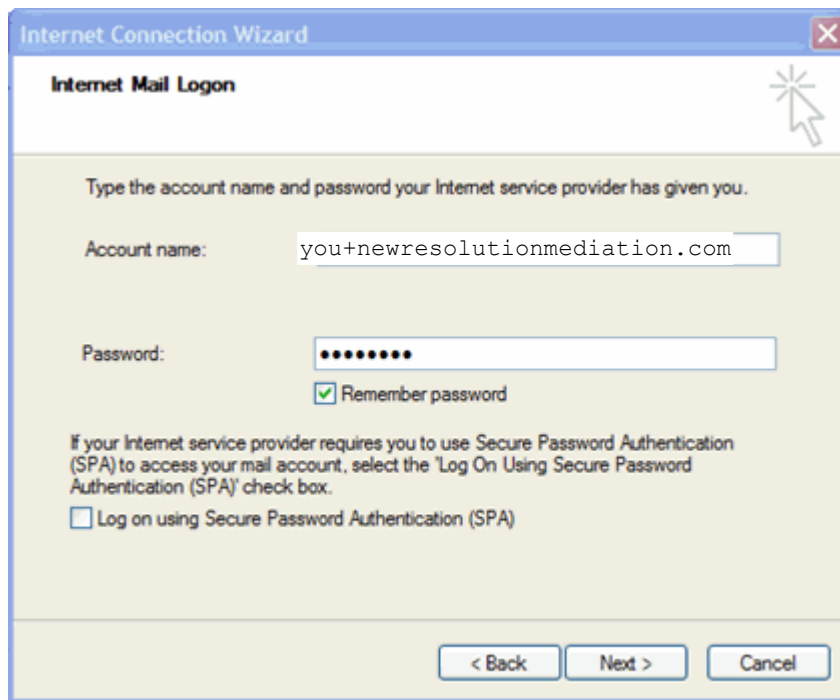 Internet Connection Wizard
Internet Mail Logon
Type the account name and password your Internet service provider has given you.
Account name:
you+newresolutionmediation.com
Password:
••••••••
Remember password
If your Internet service provider requires you to use Secure Password Authentication
(SPA) to access your mail account, select the 'Log On Using Secure Password
Authentication (SPA)' check box.
Log on using Secure Password Authentication (SPA)
< Back
Next >
Cancel